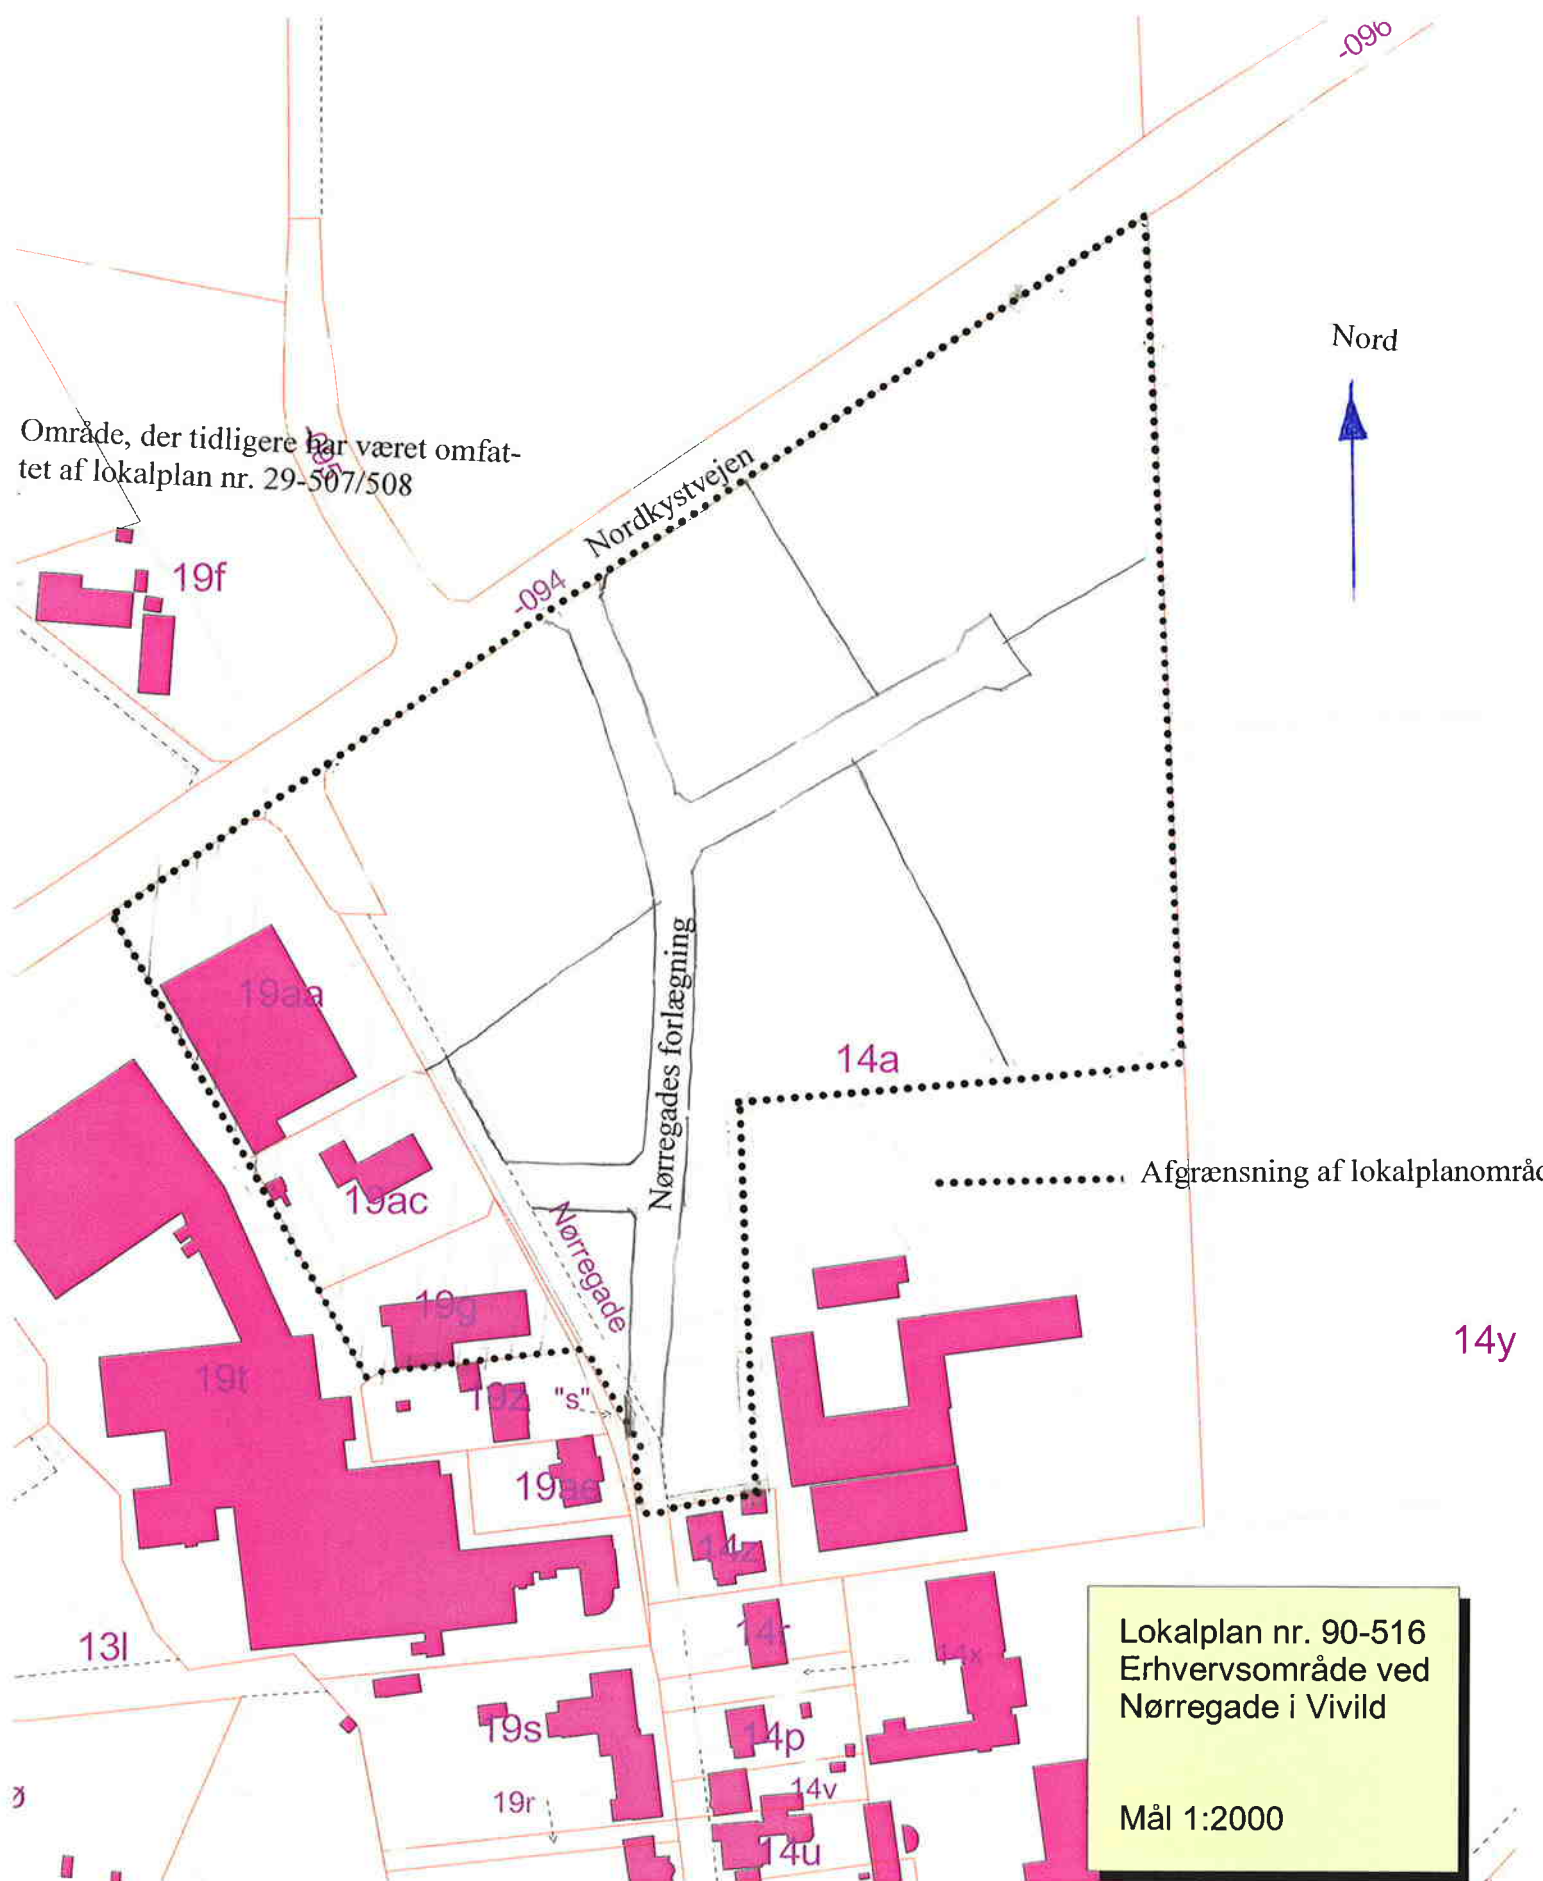 -096
Nord
Område, der tidligere har været omfat-
tet af lokalplan nr. 29-507/508
-095
Nordkystvejen
19f
-094
19aa
Nørregades forlægning
14a
Afgrænsning af lokalplanområd
19ac
Nørregade
19g
14y
19t
19z
"s"
19ae
14z
13l
14r
14x
Lokalplan nr. 90-516
Erhvervsområde ved
Nørregade i Vivild
Mål 1:2000
19s
14p
ø
19r
14v
14u